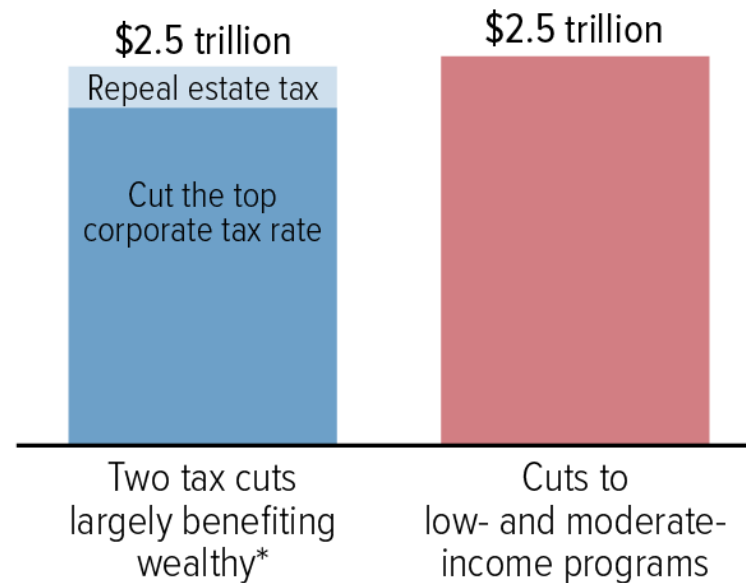 $2.5 trillion
Repeal estate tax
Cut the top
corporate tax rate
Two tax cuts
largely benefiting
wealthy*
$2.5 trillion
Cuts to
low- and moderate-
income programs